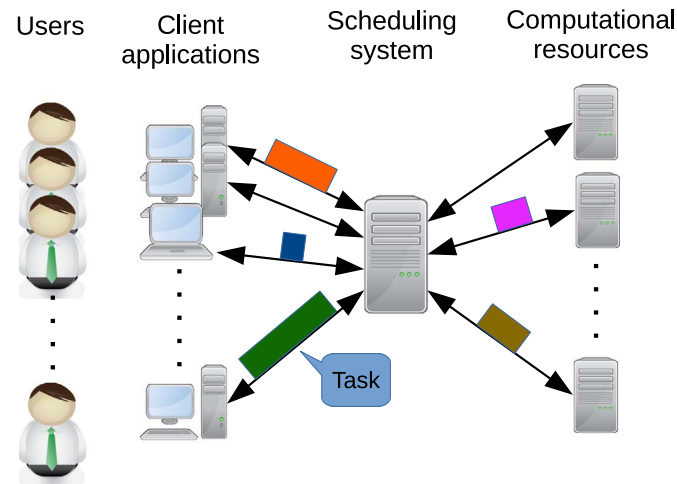 Users
Client
applications
Scheduling
system
Computational
resources
Task